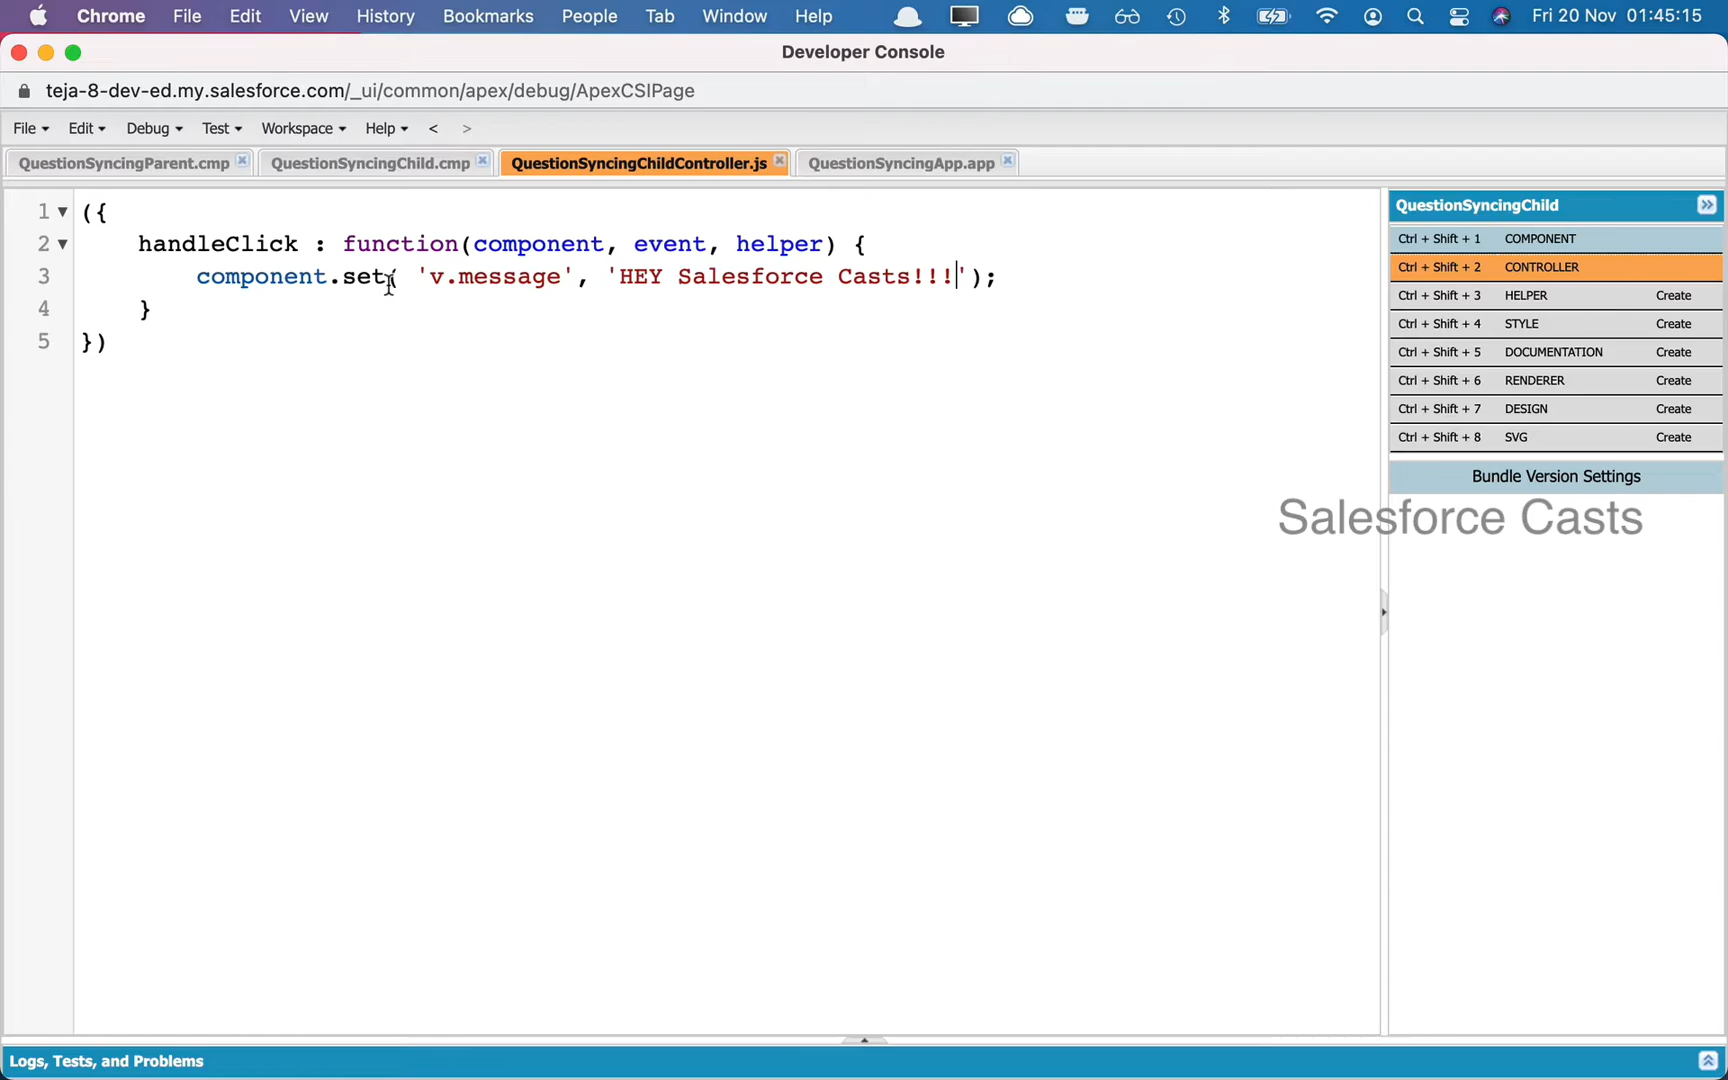 Chrome File Edit View History Bookmarks People Tab Window Help Fri 20 Nov 01:45:15
Developer Console
teja-8-dev-ed.my.salesforce.com/_ui/common/apex/debug/ApexCSIPage
File Edit Debug Test Workspace Help < >
QuestionSyncingParent.cmp QuestionSyncingChild.cmp QuestionSyncingChildController.js QuestionSyncingApp.app
1 ({
2 handleClick : function(component, event, helper) {
3 component.set( 'v.message', 'HEY Salesforce Casts!!!');
4 }
5 })
QuestionSyncingChild
Ctrl + Shift + 1 COMPONENT
Ctrl + Shift + 2 CONTROLLER
Ctrl + Shift + 3 HELPER Create
Ctrl + Shift + 4 STYLE Create
Ctrl + Shift + 5 DOCUMENTATION Create
Ctrl + Shift + 6 RENDERER Create
Ctrl + Shift + 7 DESIGN Create
Ctrl + Shift + 8 SVG Create
Bundle Version Settings
Salesforce Casts
Logs, Tests, and Problems